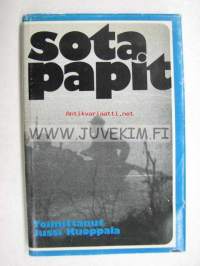 sota
papit
Antikvariaatti.net
WWW.JUVEKIM.FI
Toimittanut
Jussi Kuoppala